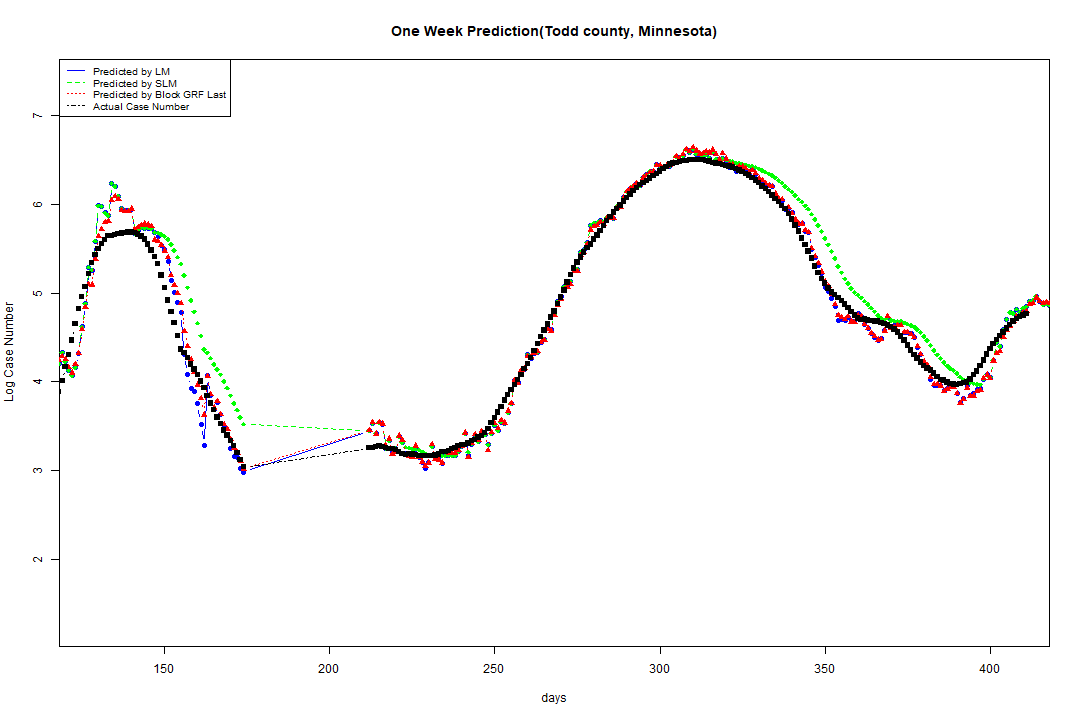 One Week Prediction(Todd county, Minnesota)
Predicted by LM
Predicted by SLM
Predicted by Block GRF Last
Actual Case Number
7
6
5
4
3
2
Log Case Number
150 200 250 300 350 400
days